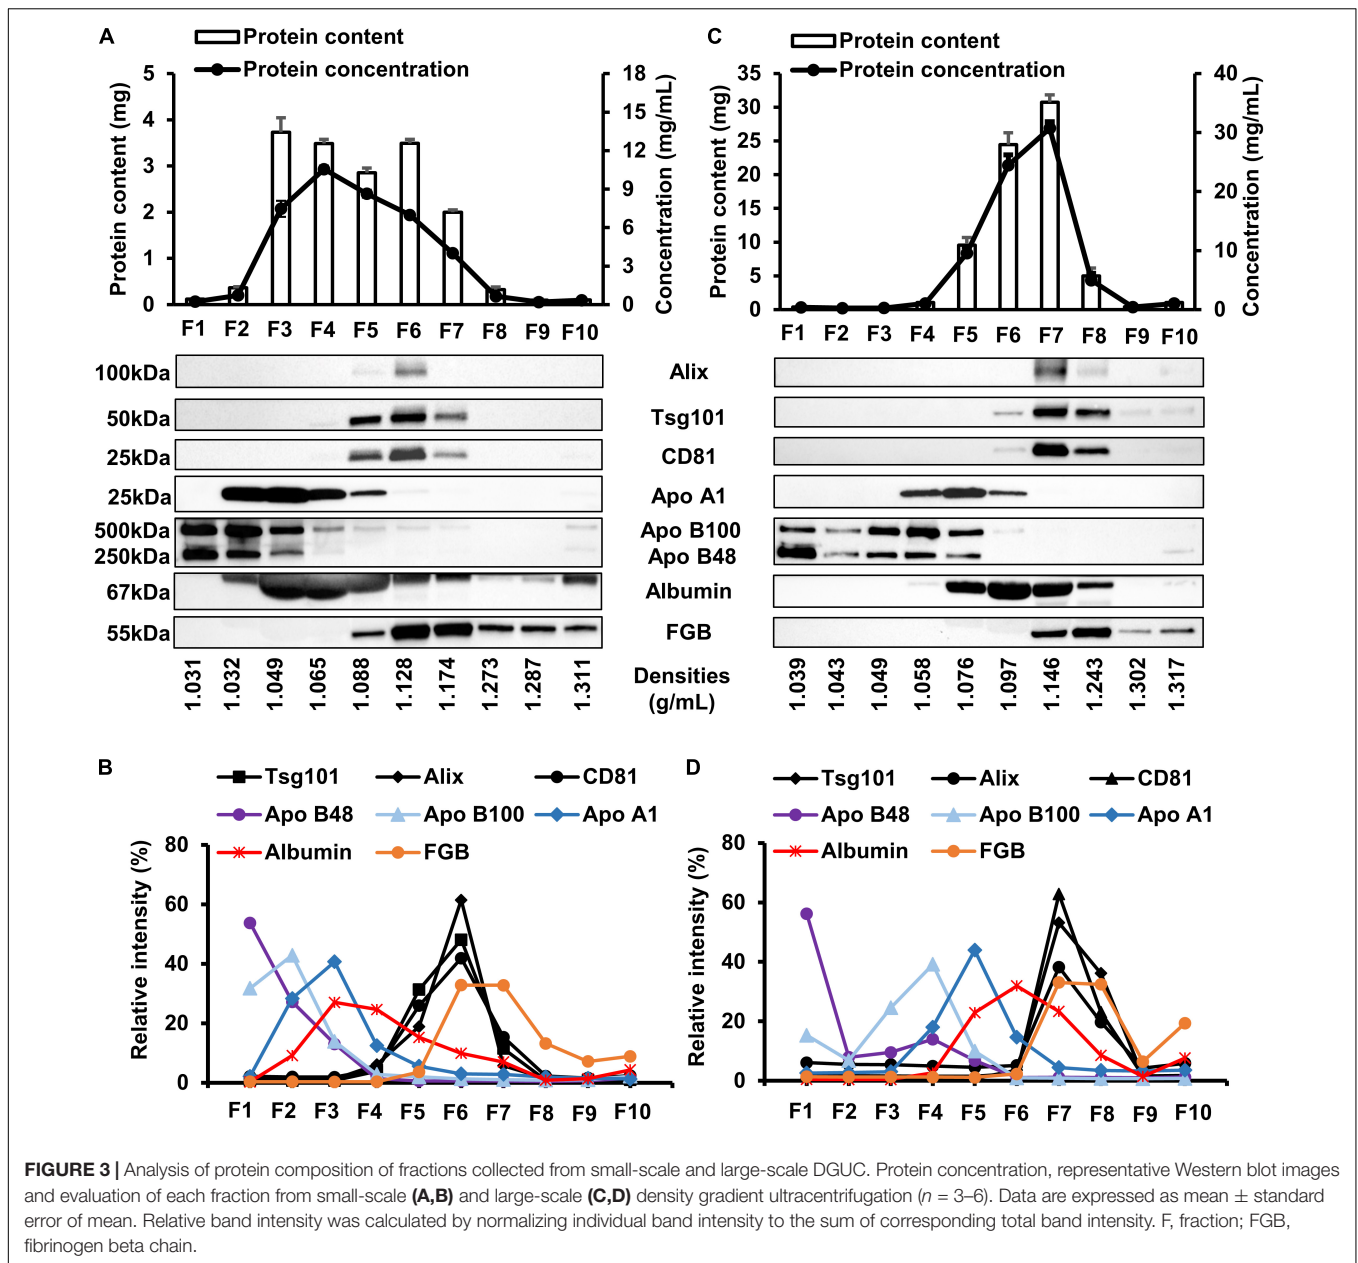 A
Protein content
Protein concentration
Protein content (mg)
5
4
3
2
1
0
18
15
12
9
6
3
0
Concentration (mg/mL)
F1 F2 F3 F4 F5 F6 F7 F8 F9 F10
C
Protein content
Protein concentration
Protein content (mg)
35
30
25
20
15
10
5
0
40
30
20
10
0
Concentration (mg/mL)
F1 F2 F3 F4 F5 F6 F7 F8 F9 F10
100kDa
50kDa
25kDa
25kDa
500kDa
250kDa
67kDa
55kDa
Alix
Tsg101
CD81
Apo A1
Apo B100
Apo B48
Albumin
FGB
1.031 1.032 1.049 1.065 1.088 1.128 1.174 1.273 1.287 1.311
Densities
(g/mL)
1.039 1.043 1.049 1.058 1.076 1.097 1.146 1.243 1.302 1.317
B
Tsg101 Alix CD81
Apo B48 Apo B100 Apo A1
Albumin FGB
Relative intensity (%)
80
60
40
20
0
F1 F2 F3 F4 F5 F6 F7 F8 F9 F10
D
Tsg101 Alix CD81
Apo B48 Apo B100 Apo A1
Albumin FGB
Relative intensity (%)
80
60
40
20
0
F1 F2 F3 F4 F5 F6 F7 F8 F9 F10
FIGURE 3 | Analysis of protein composition of fractions collected from small-scale and large-scale DGUC. Protein concentration, representative Western blot images
and evaluation of each fraction from small-scale (A,B) and large-scale (C,D) density gradient ultracentrifugation (n = 3–6). Data are expressed as mean ± standard
error of mean. Relative band intensity was calculated by normalizing individual band intensity to the sum of corresponding total band intensity. F, fraction; FGB,
fibrinogen beta chain.